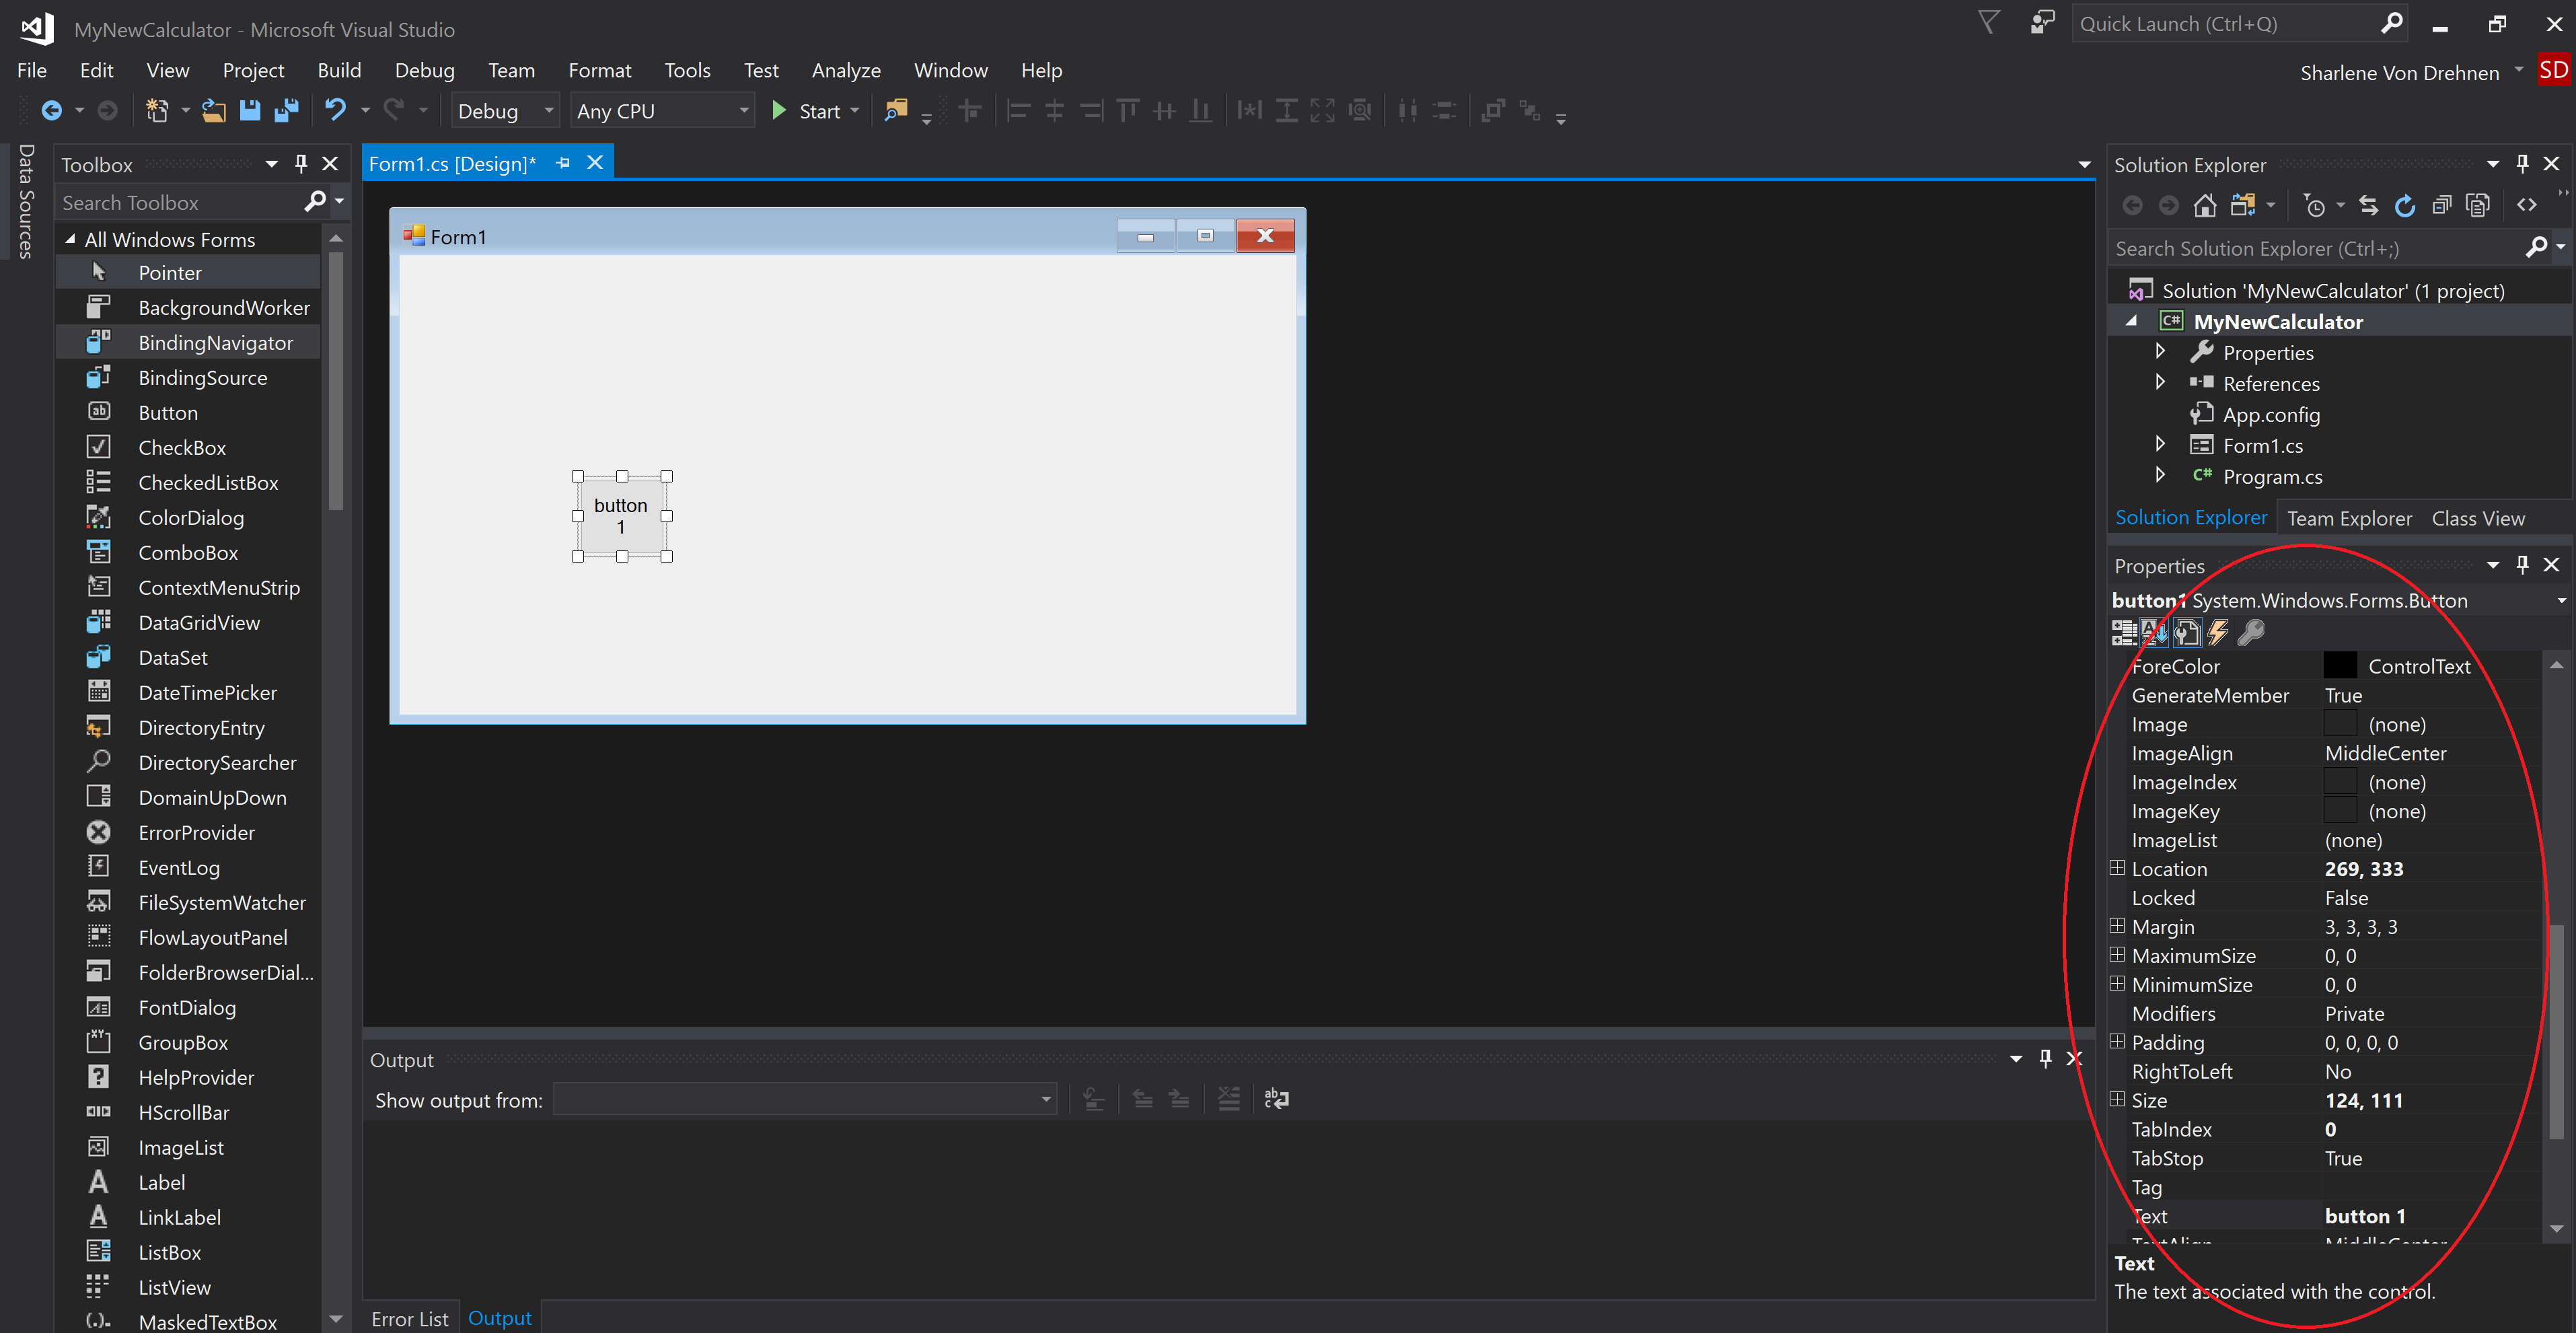 MyNewCalculator - Microsoft Visual Studio
Quick Launch (Ctrl+Q)
File Edit View Project Build Debug Team Format Tools Test Analyze Window Help
Sharlene Von Drehnen SD
Debug Any CPU Start
Data Sources
Toolbox
Search Toolbox
All Windows Forms
Pointer
BackgroundWorker
BindingNavigator
BindingSource
Button
CheckBox
CheckedListBox
ColorDialog
ComboBox
ContextMenuStrip
DataGridView
DataSet
DateTimePicker
DirectoryEntry
DirectorySearcher
DomainUpDown
ErrorProvider
EventLog
FileSystemWatcher
FlowLayoutPanel
FolderBrowserDial...
FontDialog
GroupBox
HelpProvider
HScrollBar
ImageList
Label
LinkLabel
ListBox
ListView
MaskedTextBox
Form1.cs [Design]*
Form1
button
1
Output
Show output from:
Error List Output
Solution Explorer
Search Solution Explorer (Ctrl+;)
Solution 'MyNewCalculator' (1 project)
C# MyNewCalculator
Properties
References
App.config
Form1.cs
C# Program.cs
Solution Explorer Team Explorer Class View
Properties
button1 System.Windows.Forms.Button
ForeColor ControlText
GenerateMember True
Image (none)
ImageAlign MiddleCenter
ImageIndex (none)
ImageKey (none)
ImageList (none)
Location 269, 333
Locked False
Margin 3, 3, 3, 3
MaximumSize 0, 0
MinimumSize 0, 0
Modifiers Private
Padding 0, 0, 0, 0
RightToLeft No
Size 124, 111
TabIndex 0
TabStop True
Tag
Text button 1
TextAlign MiddleCenter
Text
The text associated with the control.